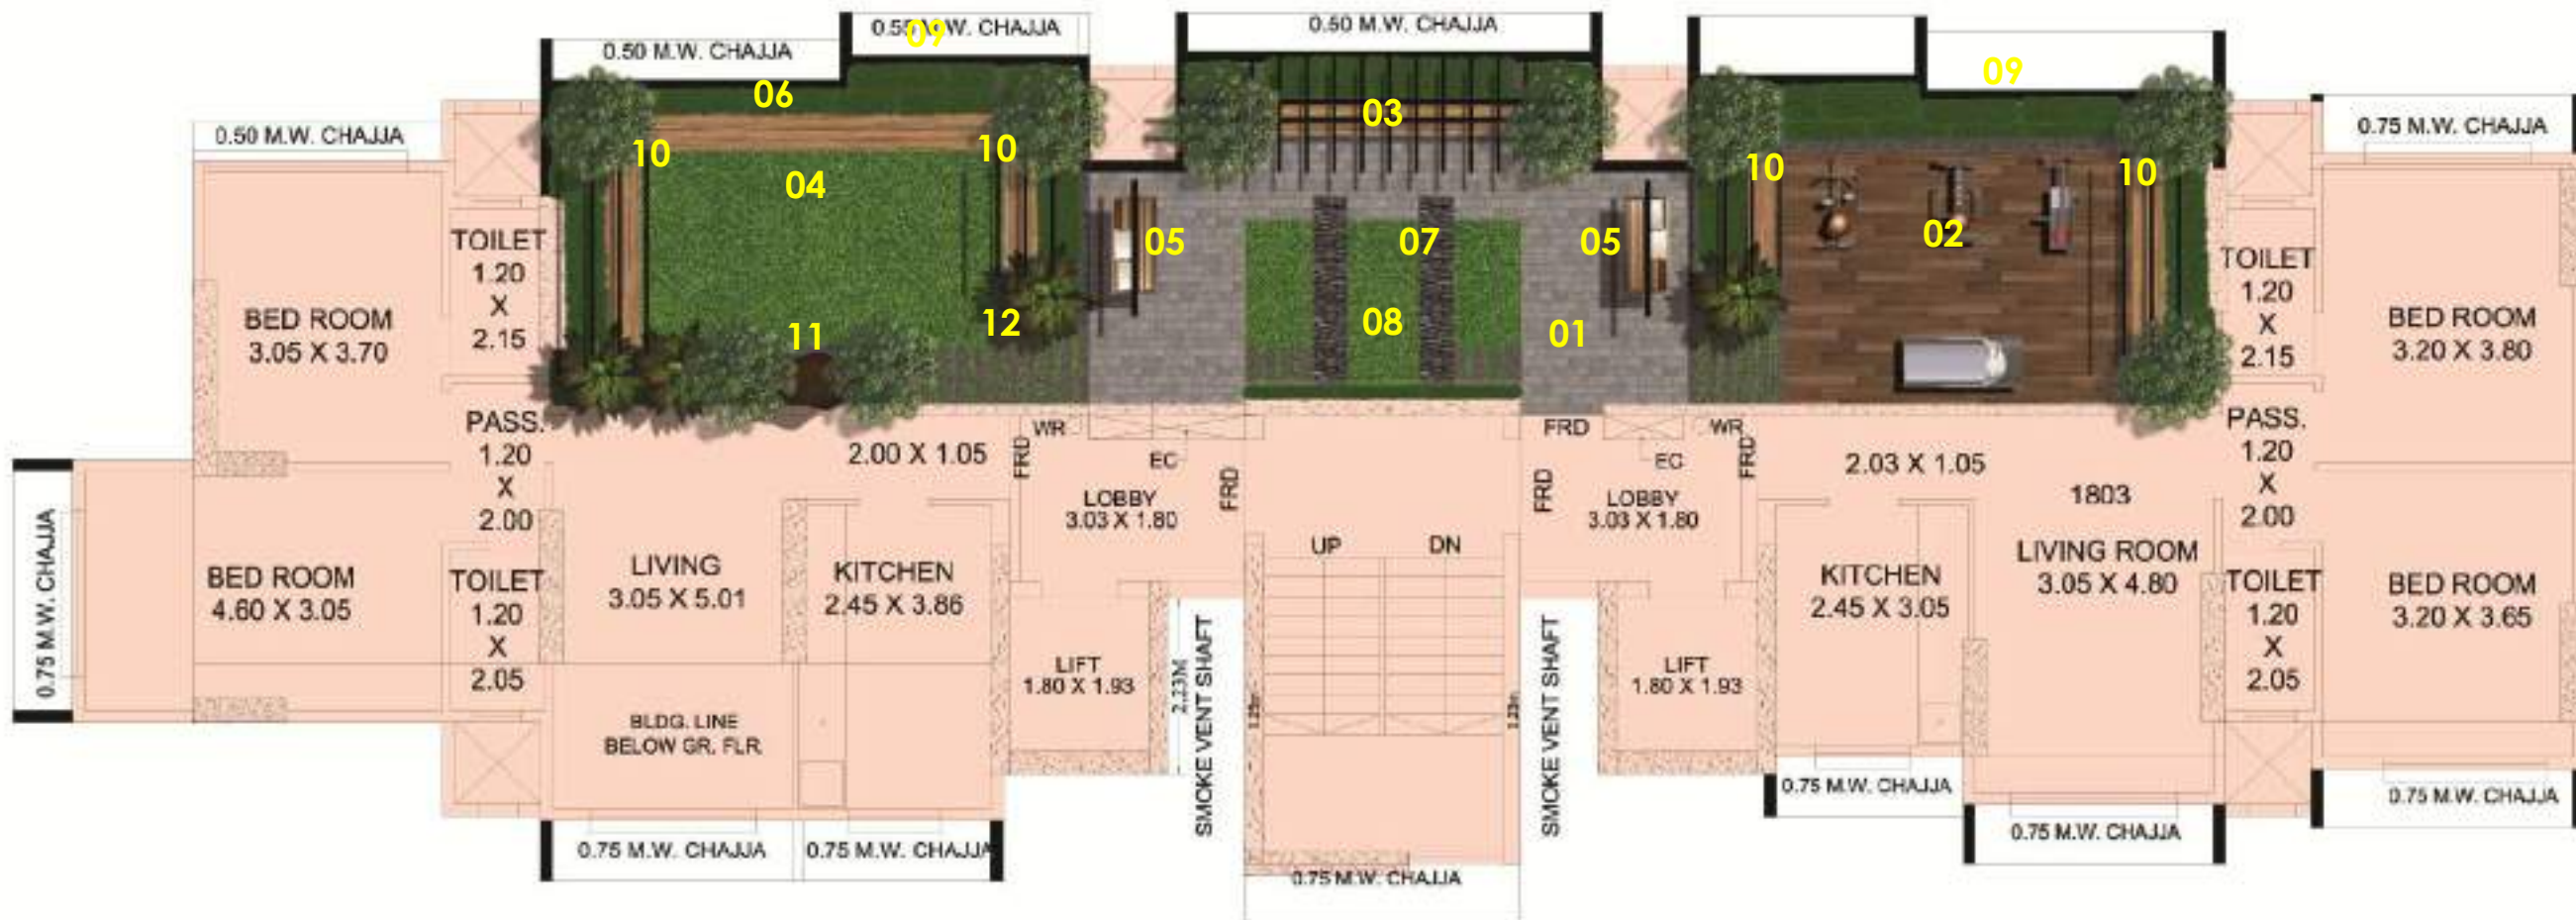 0.50 M.W. CHAJJA
0.55 M.W. CHAJJA
09
0.50 M.W. CHAJJA
09
06
03
0.50 M.W. CHAJJA
0.75 M.W. CHAJJA
10
10
04
10
10
02
05
07
05
TOILET
1.20
X
2.15
TOILET
1.20
X
2.15
BED ROOM
3.05 X 3.70
11
12
08
01
BED ROOM
3.20 X 3.80
PASS.
1.20
X
2.00
2.00 X 1.05
WR
FRD
EC
FRD
LOBBY
3.03 X 1.80
FRD
FRD
EC
WR
FRD
LOBBY
3.03 X 1.80
2.03 X 1.05
1803
PASS.
1.20
X
2.00
0.75 M.W. CHAJJA
BED ROOM
4.60 X 3.05
TOILET
1.20
X
2.05
LIVING
3.05 X 5.01
KITCHEN
2.45 X 3.86
UP
DN
KITCHEN
2.45 X 3.05
LIVING ROOM
3.05 X 4.80
TOILET
1.20
X
2.05
BED ROOM
3.20 X 3.65
LIFT
1.80 X 1.93
2.23M
SMOKE VENT SHAFT
SMOKE VENT SHAFT
LIFT
1.80 X 1.93
BLDG. LINE
BELOW GR. FLR.
0.75 M.W. CHAJJA
0.75 M.W. CHAJJA
0.75 M.W. CHAJJA
0.75 M.W. CHAJJA
0.75 M.W. CHAJJA
0.75 M.W. CHAJJA